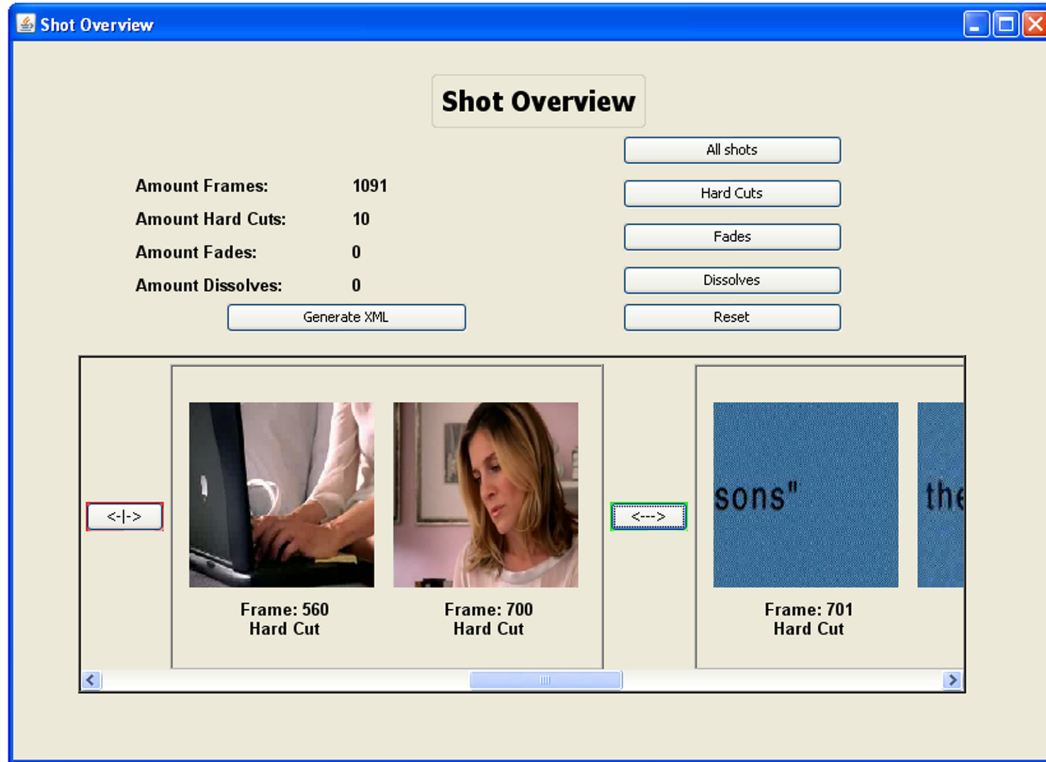 Shot Overview
Shot Overview
All shots
Amount Frames: 1091
Hard Cuts
Amount Hard Cuts: 10
Fades
Amount Fades: 0
Dissolves
Amount Dissolves: 0
Generate XML
Reset
<-|->
<--->
sons"
the
Frame: 560
Hard Cut
Frame: 700
Hard Cut
Frame: 701
Hard Cut